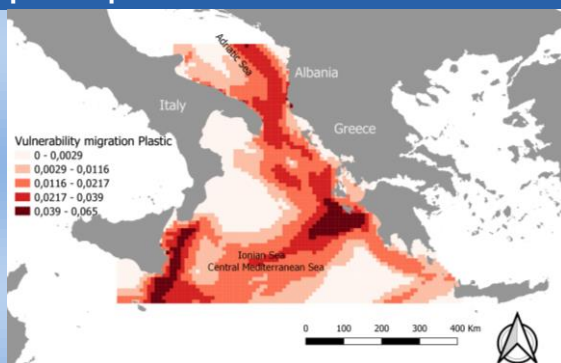 Adriatic Sea
Albania
Italy
Greece
Vulnerability migration Plastic
0 - 0,0029
0,0029 - 0,0116
0,0116 - 0,0217
0,0217 - 0,039
0,039 - 0,065
Ionian Sea
Central Mediterranean Sea
0 100 200 300 400 Km